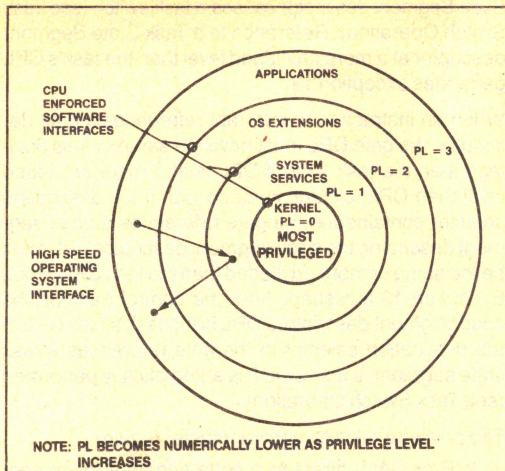 APPLICATIONS
CPU
ENFORCED
SOFTWARE
INTERFACES
OS EXTENSIONS
SYSTEM
SERVICES
PL = 3
PL = 2
PL = 1
KERNEL
PL = 0
MOST
PRIVILEGED
HIGH SPEED
OPERATING
SYSTEM
INTERFACE
NOTE: PL BECOMES NUMERICALLY LOWER AS PRIVILEGE LEVEL
INCREASES